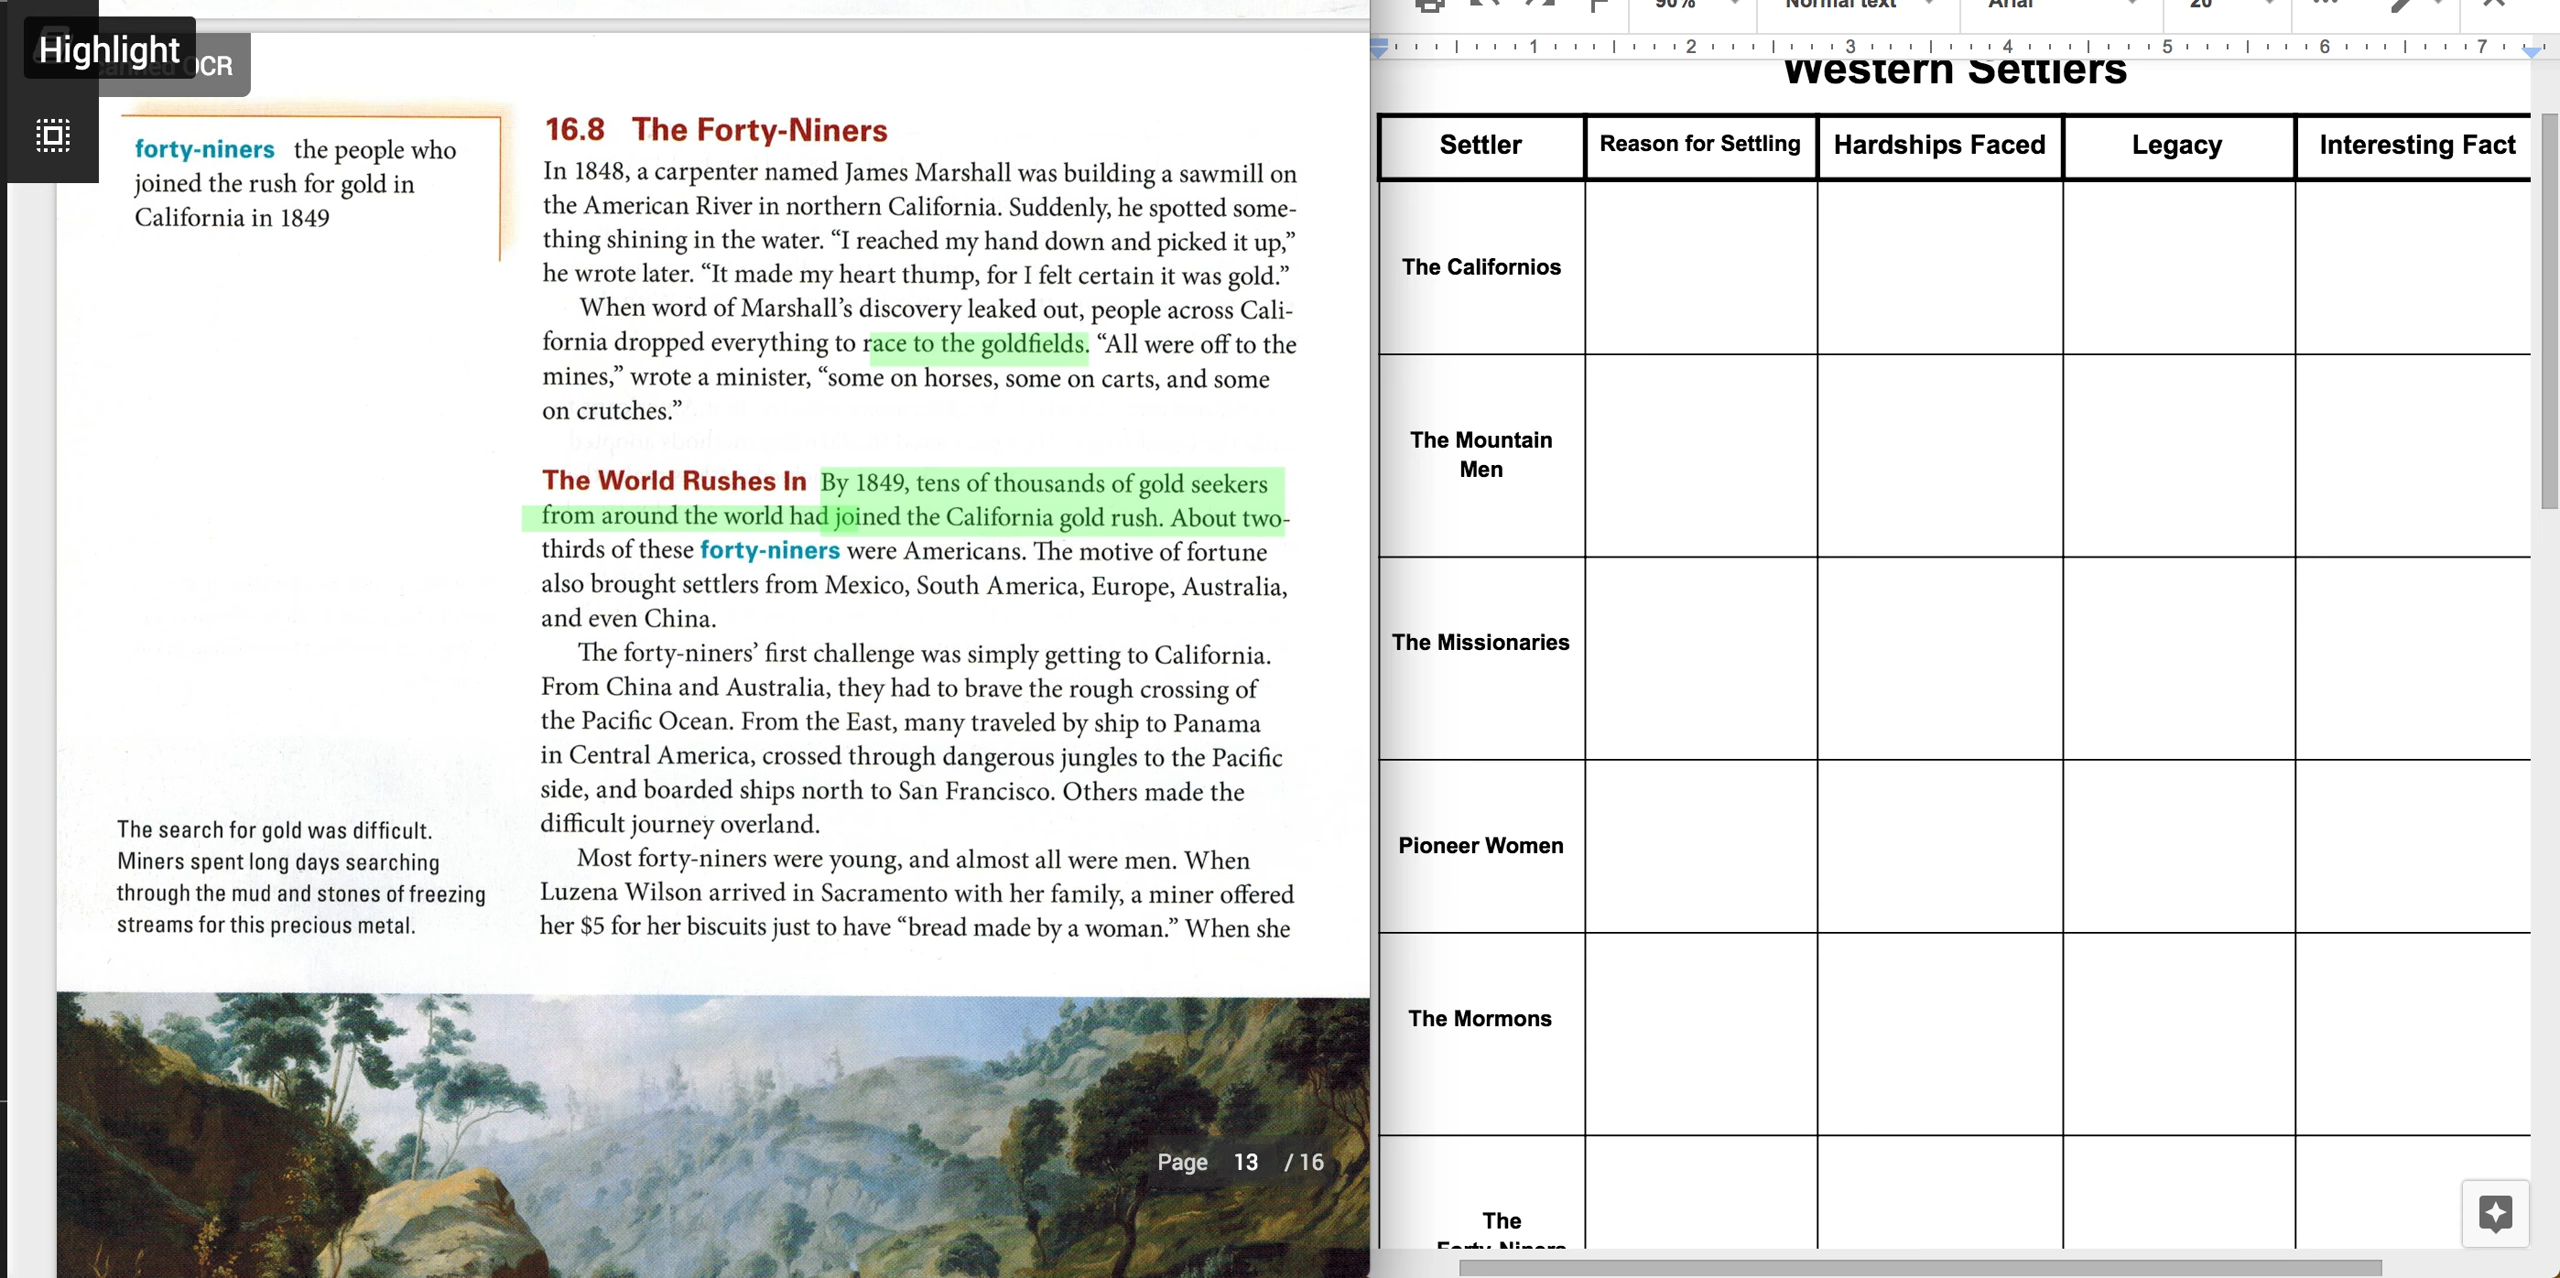 Highlight
OCR
forty-niners the people who
joined the rush for gold in
California in 1849
16.8 The Forty-Niners
In 1848, a carpenter named James Marshall was building a sawmill on
the American River in northern California. Suddenly, he spotted some-
thing shining in the water. “I reached my hand down and picked it up,”
he wrote later. “It made my heart thump, for I felt certain it was gold.”
When word of Marshall’s discovery leaked out, people across Cali-
fornia dropped everything to race to the goldfields. “All were off to the
mines,” wrote a minister, “some on horses, some on carts, and some
on crutches.”
The World Rushes In By 1849, tens of thousands of gold seekers
from around the world had joined the California gold rush. About two-
thirds of these forty-niners were Americans. The motive of fortune
also brought settlers from Mexico, South America, Europe, Australia,
and even China.
The forty-niners’ first challenge was simply getting to California.
From China and Australia, they had to brave the rough crossing of
the Pacific Ocean. From the East, many traveled by ship to Panama
in Central America, crossed through dangerous jungles to the Pacific
side, and boarded ships north to San Francisco. Others made the
difficult journey overland.
Most forty-niners were young, and almost all were men. When
Luzena Wilson arrived in Sacramento with her family, a miner offered
her $5 for her biscuits just to have “bread made by a woman.” When she
The search for gold was difficult.
Miners spent long days searching
through the mud and stones of freezing
streams for this precious metal.
Page 13 / 16
90% Normal text Arial 20
1 2 3 4 5 6 7
Western Settlers
Settler Reason for Settling Hardships Faced Legacy Interesting Fact
The Californios
The Mountain
Men
The Missionaries
Pioneer Women
The Mormons
The
Forty-Niners